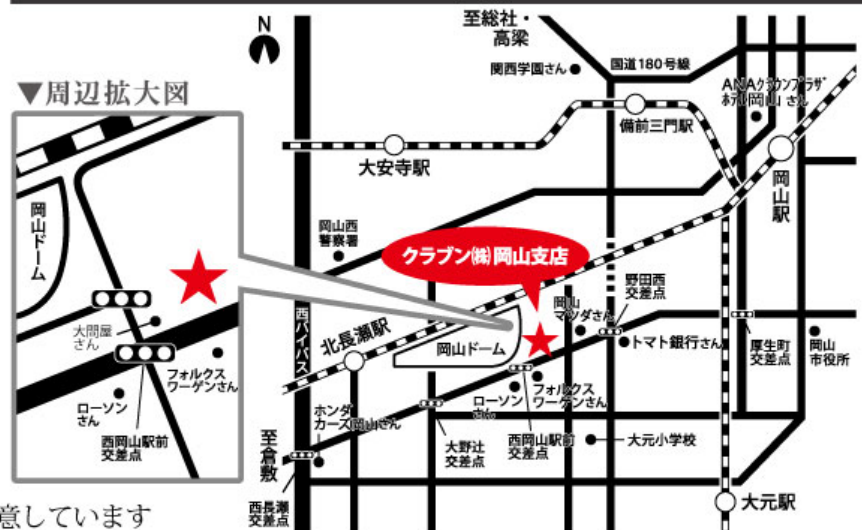 N
至総社・
高梁
国道180号線
関西学園さん
ANAクラウンプラザ
ホテル岡山 さん
▼周辺拡大図
備前三門駅
大安寺駅
岡山駅
岡山ドーム
岡山西
警察署
クラブン㈱岡山支店
野田西
交差点
西バイパス
北長瀬駅
岡山
マツダさん
大問屋
さん
岡山ドーム
トマト銀行さん
厚生町
交差点
岡山
市役所
フォルクス
ワーゲンさん
ローソン
さん
フォルクス
ワーゲンさん
ローソン
さん
ホンダ
カーズ岡山さん
西岡山駅前
交差点
至倉敷
大野辻
交差点
西岡山駅前
交差点
大元小学校
西長瀬
交差点
大元駅
意しています